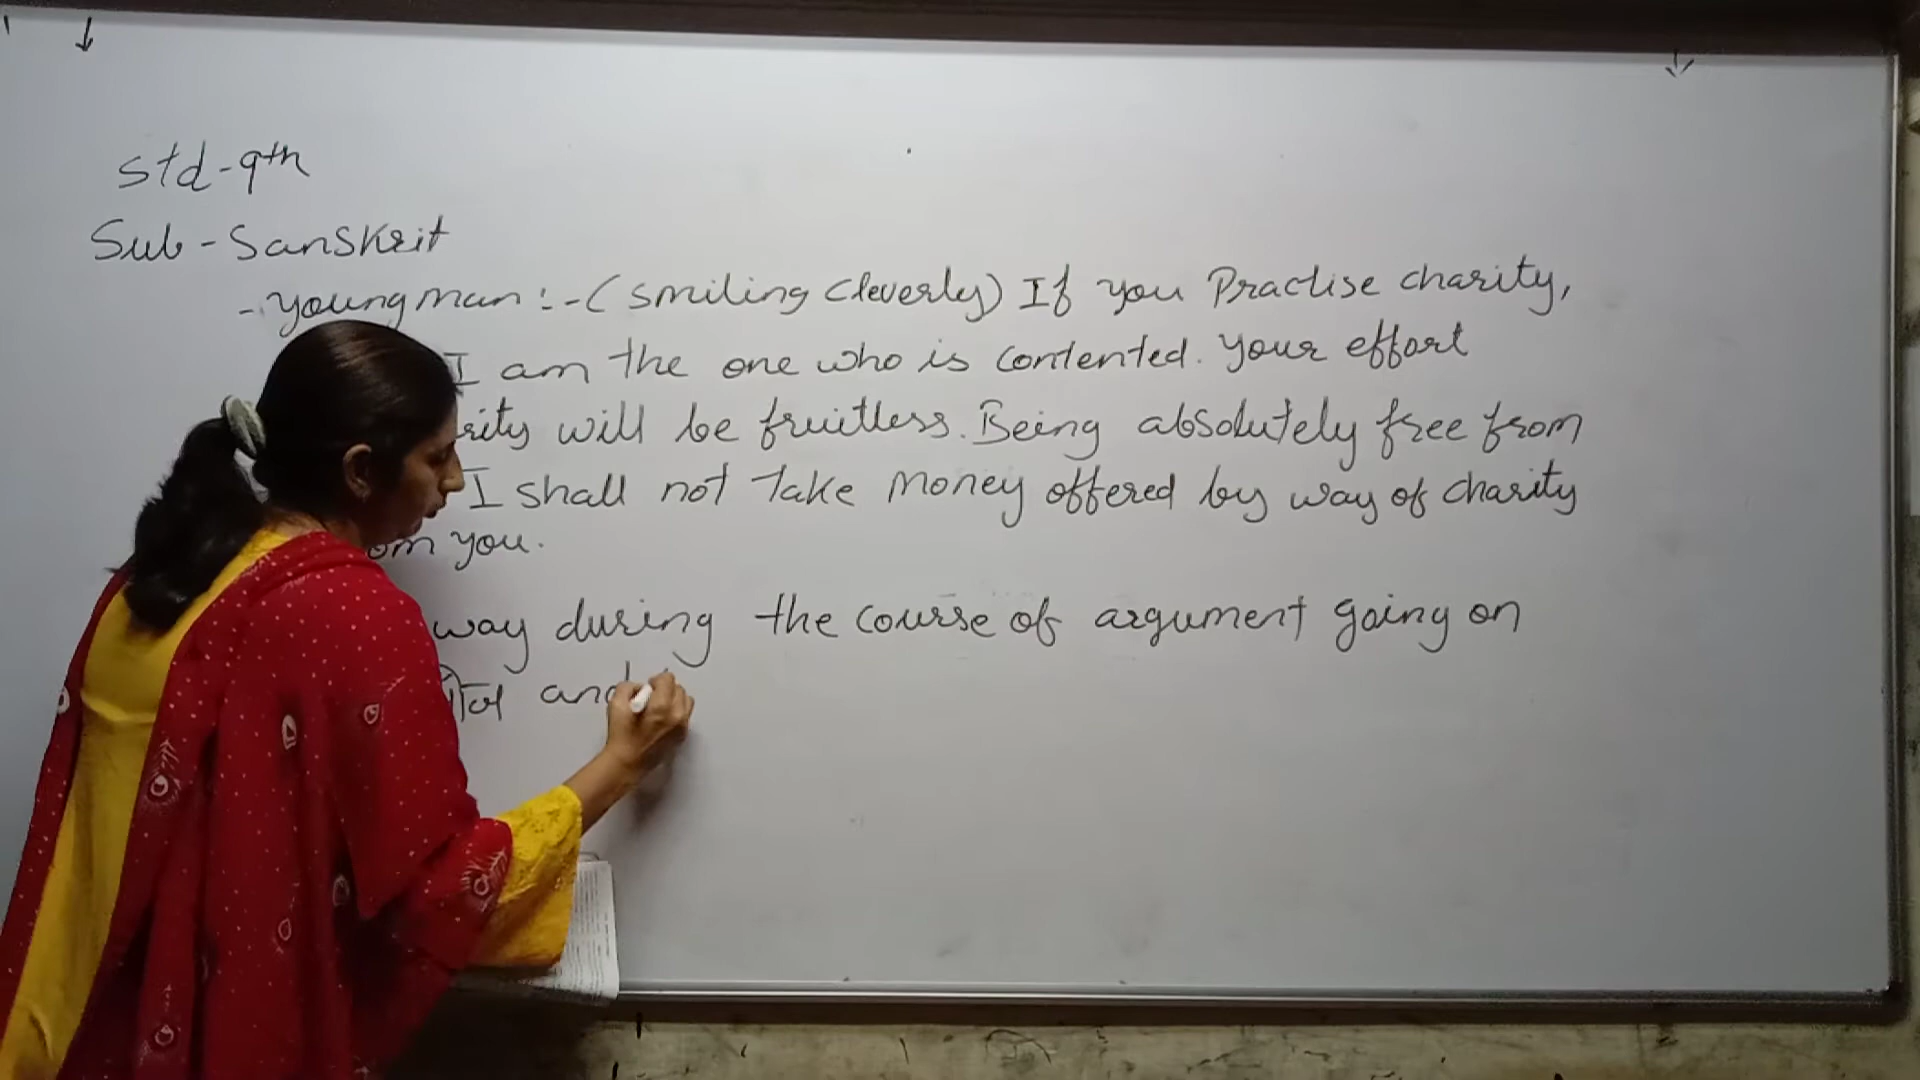 Std-9th
Sub-Sanskrit
- Young man :- (Smiling Cleverly) If you Practise charity,
I am the one who is contented. Your effort
will be fruitless. Being absolutely free from
I shall not take money offered by way of charity
you.
way during the course of argument going on
and